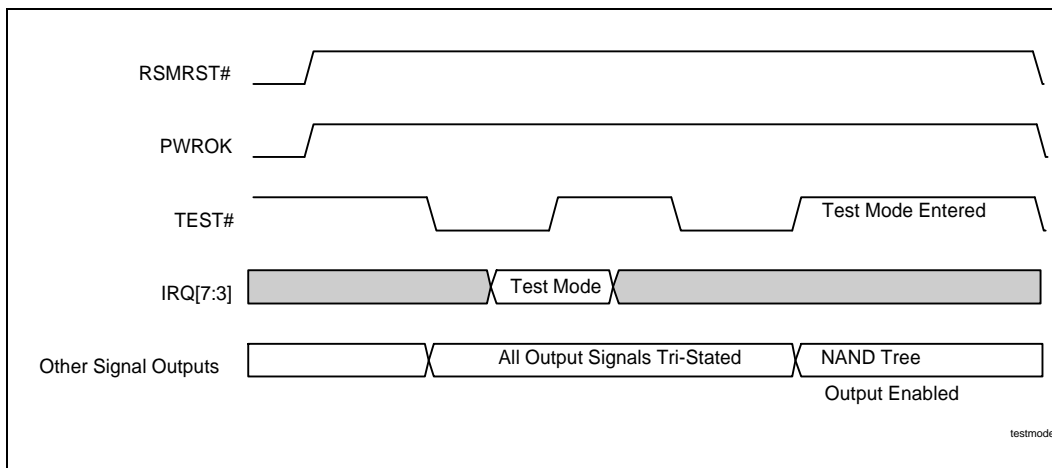 RSMRST#
PWROK
TEST#
Test Mode Entered
IRQ[7:3]
Test Mode
Other Signal Outputs
All Output Signals Tri-Stated
NAND Tree
Output Enabled
testmode